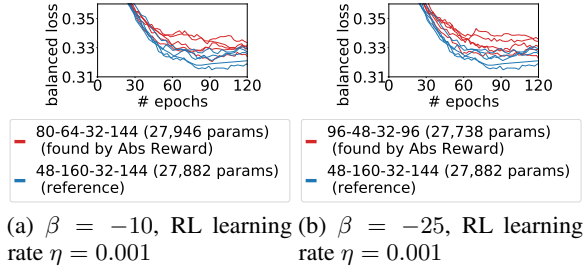 balanced loss
0.35
0.33
0.31
0 30 60 90 120
# epochs
80-64-32-144 (27,946 params)
(found by Abs Reward)
48-160-32-144 (27,882 params)
(reference)
(a) β = −10, RL learning
rate η = 0.001
balanced loss
0.35
0.33
0.31
0 30 60 90 120
# epochs
96-48-32-96 (27,738 params)
(found by Abs Reward)
48-160-32-144 (27,882 params)
(reference)
(b) β = −25, RL learning
rate η = 0.001